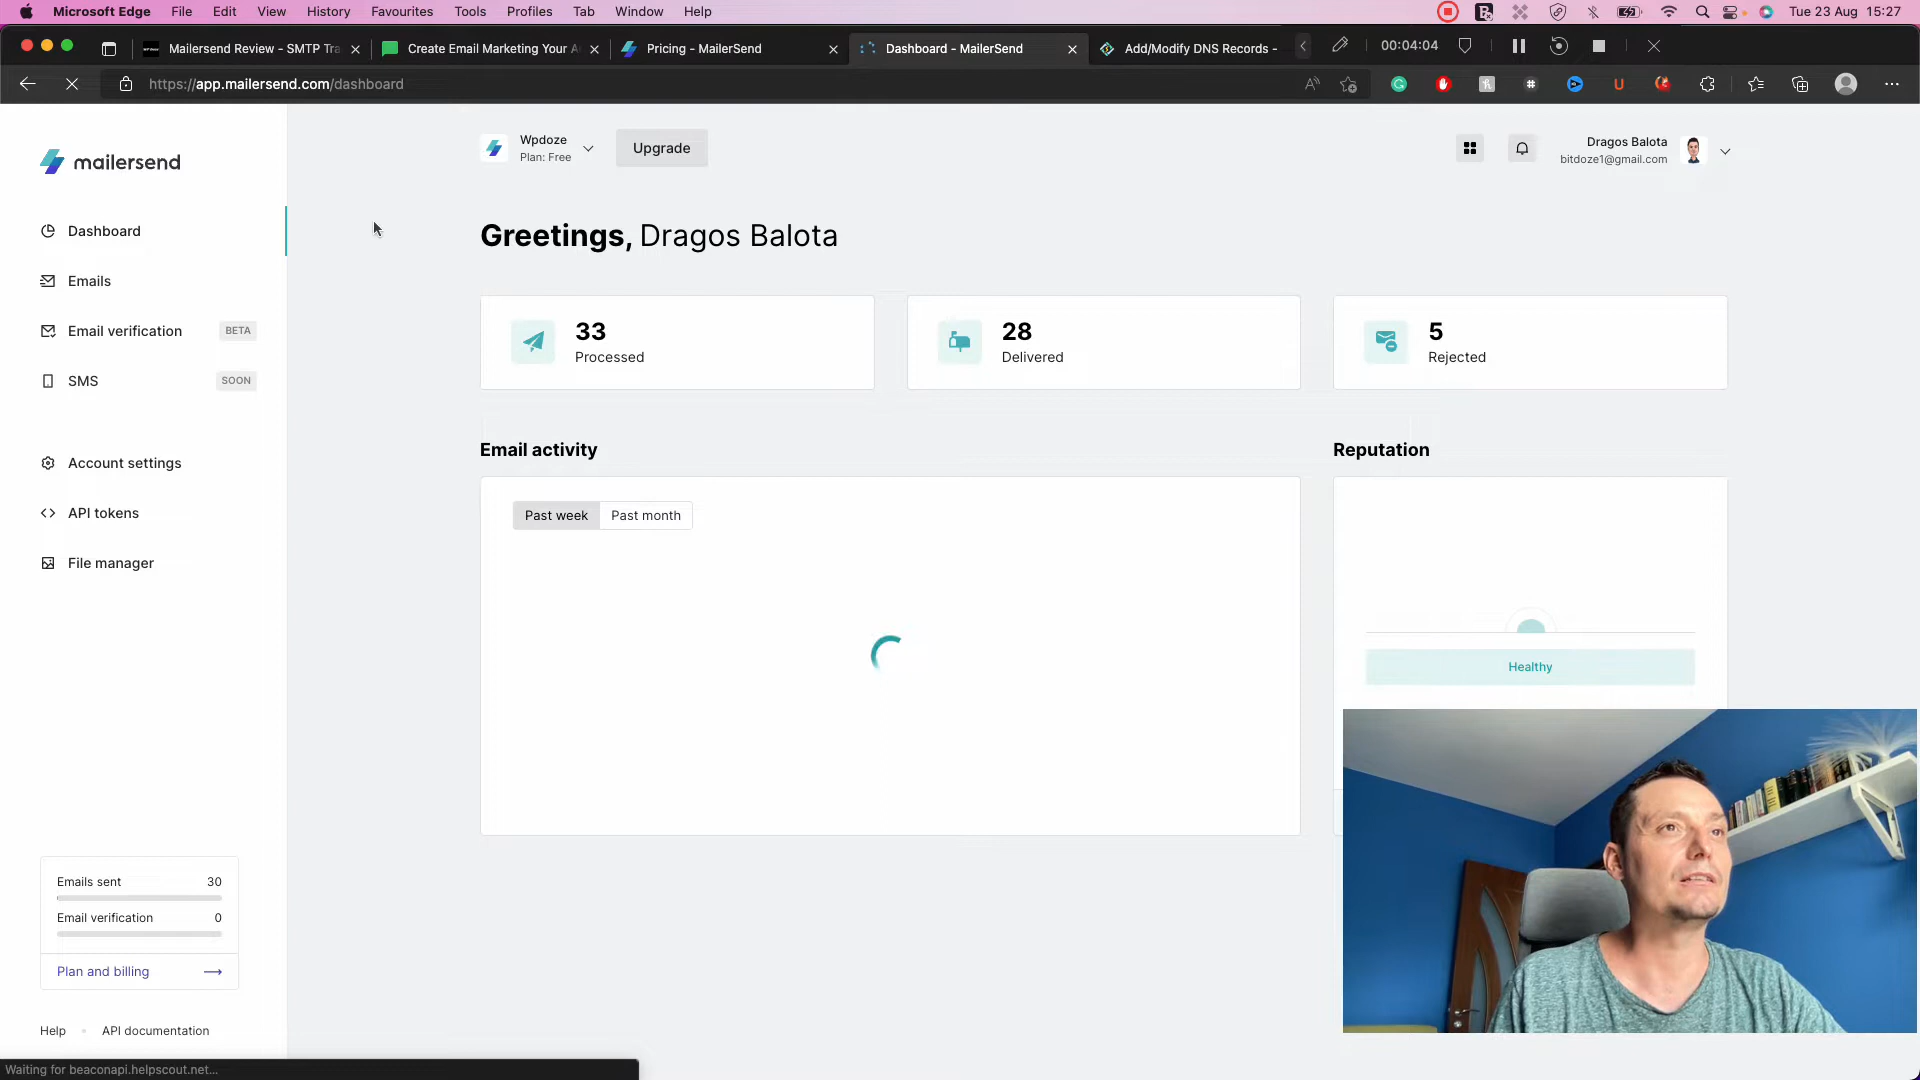 Microsoft Edge File Edit View History Favourites Tools Profiles Tab Window Help Tue 23 Aug 15:27
Mailersend Review - SMTP Tra Create Email Marketing Your A Pricing - MailerSend Dashboard - MailerSend Add/Modify DNS Records - 00:04:04
https://app.mailersend.com/dashboard
mailersend
Wpdoze
Plan: Free
Upgrade
Dragos Balota
bitdoze1@gmail.com
Dashboard
Emails
Email verification BETA
SMS SOON
Account settings
API tokens
File manager
Greetings, Dragos Balota
33
Processed
28
Delivered
5
Rejected
Email activity
Past week Past month
Reputation
Healthy
Emails sent 30
Email verification 0
Plan and billing
Help API documentation
Waiting for beaconapi.helpscout.net...